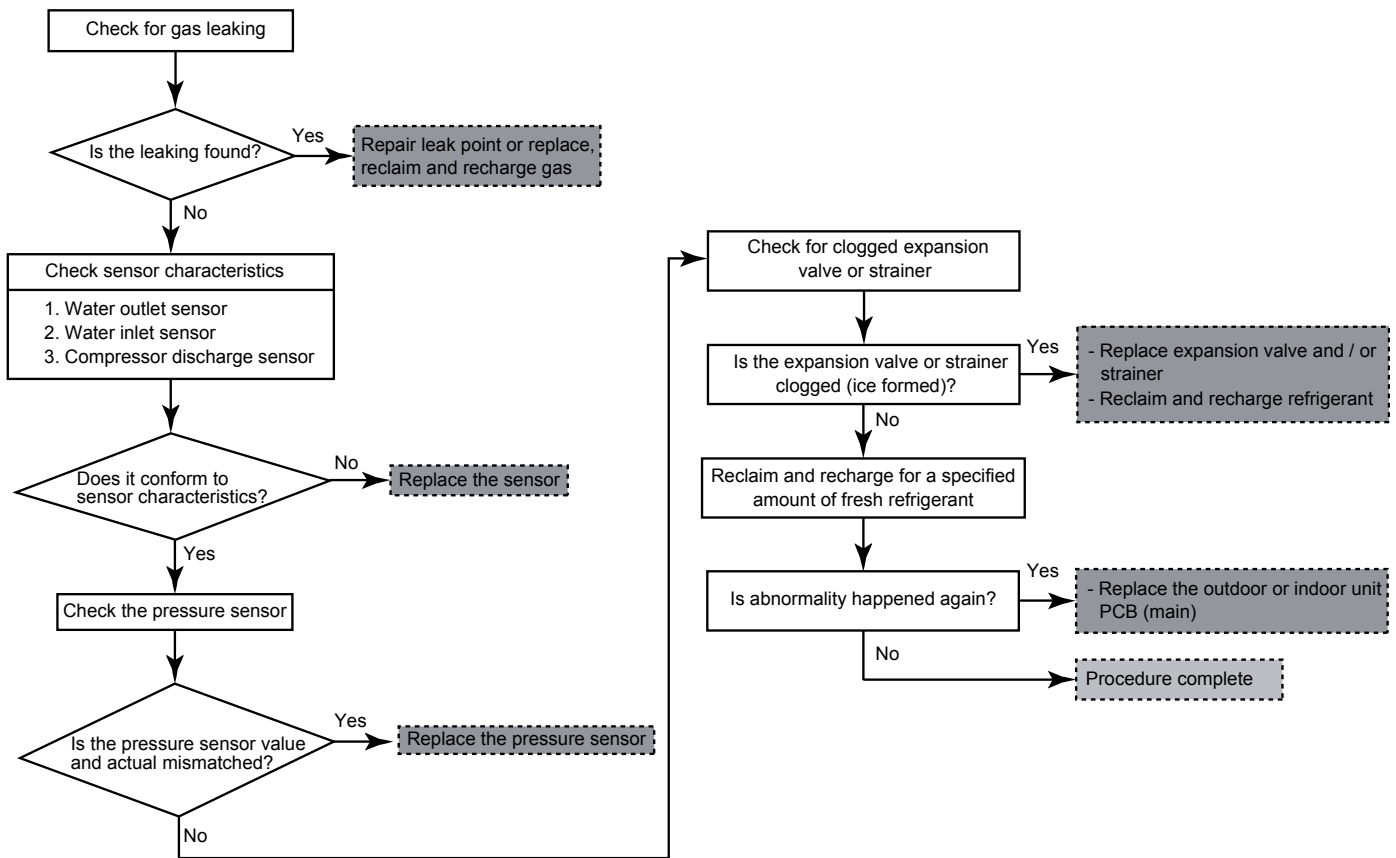 Check for gas leaking
Is the leaking found?
Yes
Repair leak point or replace,
reclaim and recharge gas
No
Check sensor characteristics
1. Water outlet sensor
2. Water inlet sensor
3. Compressor discharge sensor
Does it conform to
sensor characteristics?
No
Replace the sensor
Yes
Check the pressure sensor
Is the pressure sensor value
and actual mismatched?
Yes
Replace the pressure sensor
No
Check for clogged expansion
valve or strainer
Is the expansion valve or strainer
clogged (ice formed)?
Yes
- Replace expansion valve and / or
strainer
- Reclaim and recharge refrigerant
No
Reclaim and recharge for a specified
amount of fresh refrigerant
Is abnormality happened again?
Yes
- Replace the outdoor or indoor unit
PCB (main)
No
Procedure complete